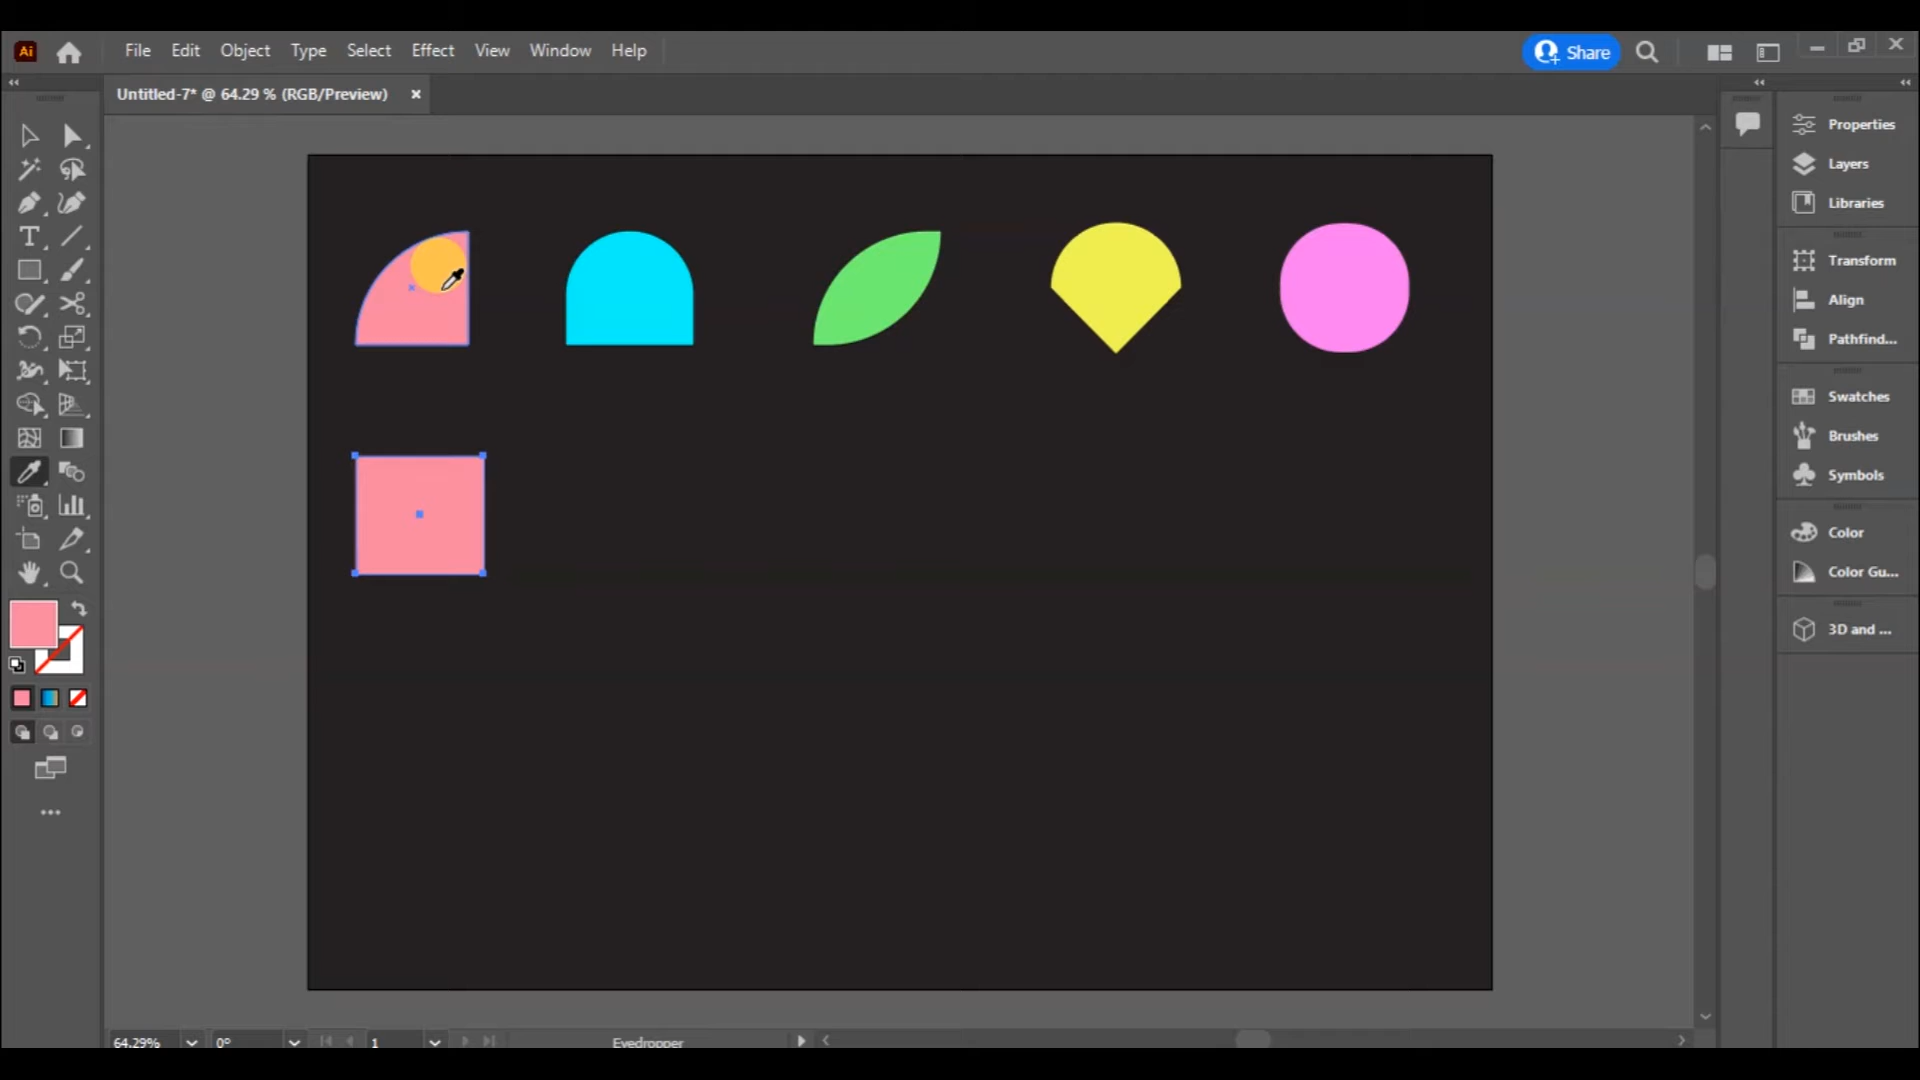 Ai File Edit Object Type Select Effect View Window Help Share
Untitled-7* @ 64.29 % (RGB/Preview) ×
Properties
Layers
Libraries
Transform
Align
Pathfind...
Swatches
Brushes
Symbols
Color
Color Gu...
3D and ...
64.29% 0° 1 Eyedropper